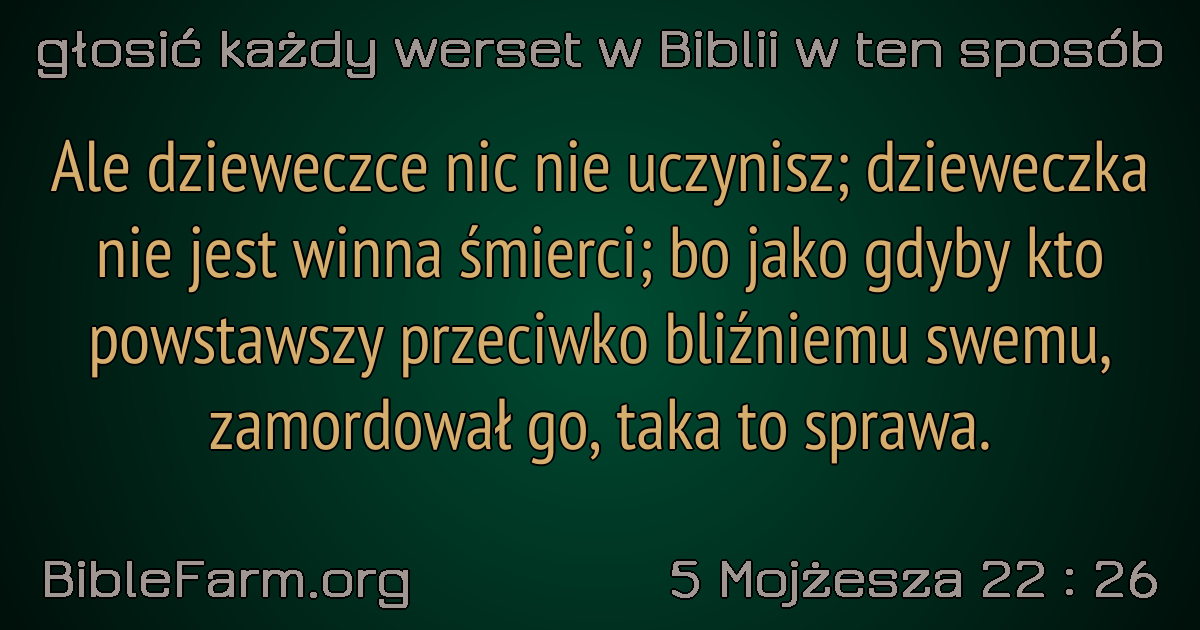 głosić każdy werset w Biblii w ten sposób
Ale dzieweczce nic nie uczynisz; dzieweczka
nie jest winna śmierci; bo jako gdyby kto
powstawszy przeciwko bliźniemu swemu,
zamordował go, taka to sprawa.
BibleFarm.org
5 Mojżesza 22 : 26